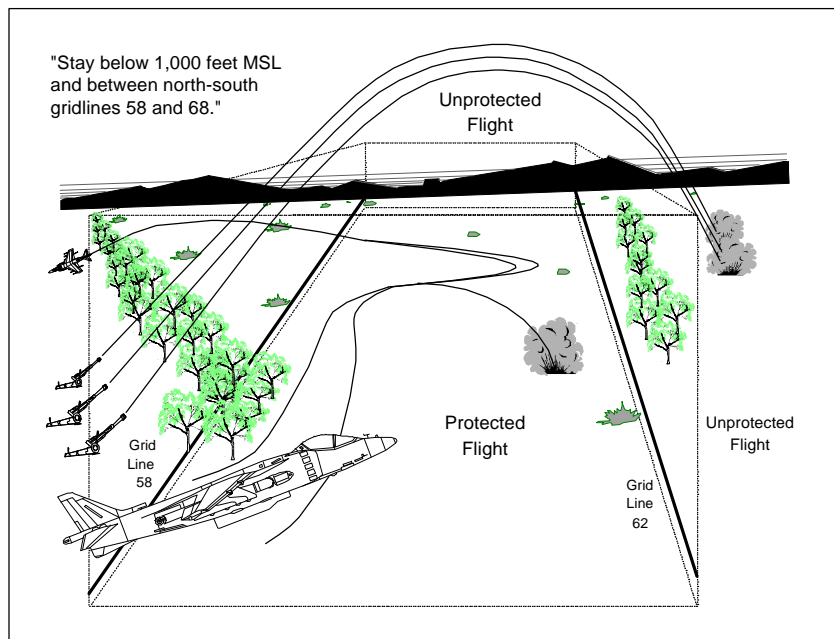 "Stay below 1,000 feet MSL
and between north-south
gridlines 58 and 68."
Unprotected
Flight
Protected
Flight
Unprotected
Flight
Grid
Line
58
Grid
Line
62